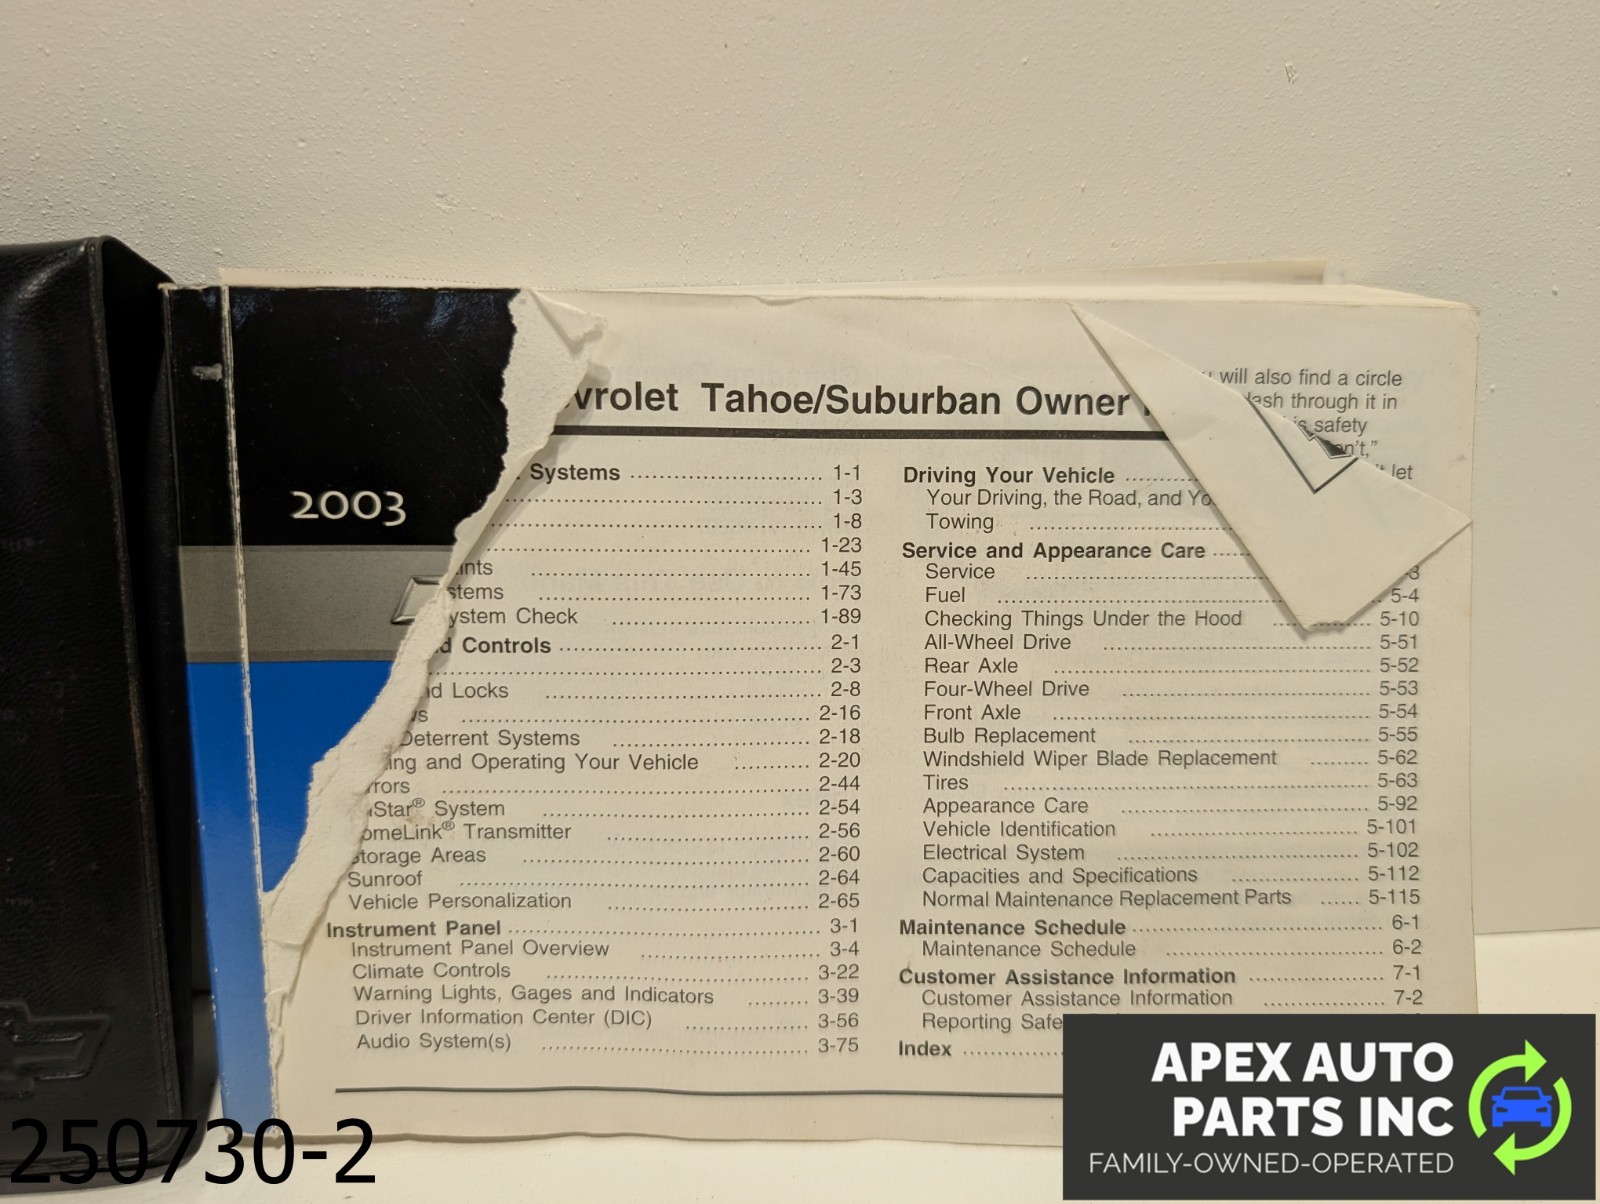 2003
vrolet Tahoe/Suburban Owner
will also find a circle
through it in
safety
let
Systems 1-1
1-3
1-8
1-23
ints 1-45
stems 1-73
ystem Check 1-89
d Controls 2-1
2-3
nd Locks 2-8
2-16
Deterrent Systems 2-18
ing and Operating Your Vehicle 2-20
rrors 2-44
Star® System 2-54
omeLink® Transmitter 2-56
Storage Areas 2-60
Sunroof 2-64
Vehicle Personalization 2-65
Instrument Panel 3-1
Instrument Panel Overview 3-4
Climate Controls 3-22
Warning Lights, Gages and Indicators 3-39
Driver Information Center (DIC) 3-56
Audio System(s) 3-75
Driving Your Vehicle
Your Driving, the Road, and Yo
Towing
Service and Appearance Care
Service 3
Fuel 5-4
Checking Things Under the Hood 5-10
All-Wheel Drive 5-51
Rear Axle 5-52
Four-Wheel Drive 5-53
Front Axle 5-54
Bulb Replacement 5-55
Windshield Wiper Blade Replacement 5-62
Tires 5-63
Appearance Care 5-92
Vehicle Identification 5-101
Electrical System 5-102
Capacities and Specifications 5-112
Normal Maintenance Replacement Parts 5-115
Maintenance Schedule 6-1
Maintenance Schedule 6-2
Customer Assistance Information 7-1
Customer Assistance Information 7-2
Reporting Safe
Index
250730-2
APEX AUTO
PARTS INC
FAMILY-OWNED-OPERATED